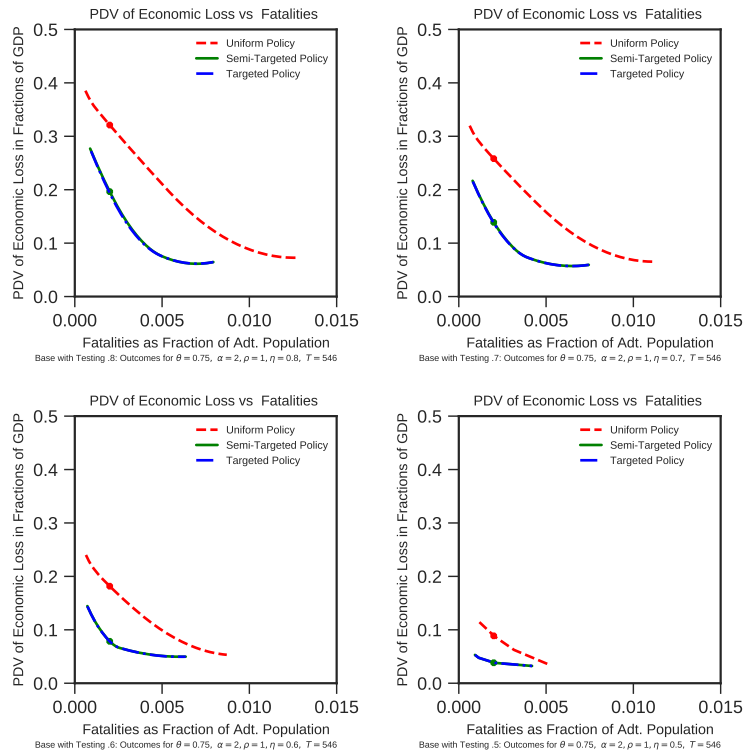 PDV of Economic Loss vs  Fatalities
PDV of Economic Loss in Fractions of GDP
0.5
0.4
0.3
0.2
0.1
0.0
Uniform Policy
Semi-Targeted Policy
Targeted Policy
0.000 0.005 0.010 0.015
Fatalities as Fraction of Adt. Population
Base with Testing .8: Outcomes for θ = 0.75, α = 2, ρ = 1, η = 0.8, T = 546
PDV of Economic Loss vs  Fatalities
PDV of Economic Loss in Fractions of GDP
0.5
0.4
0.3
0.2
0.1
0.0
Uniform Policy
Semi-Targeted Policy
Targeted Policy
0.000 0.005 0.010 0.015
Fatalities as Fraction of Adt. Population
Base with Testing .7: Outcomes for θ = 0.75, α = 2, ρ = 1, η = 0.7, T = 546
PDV of Economic Loss vs  Fatalities
PDV of Economic Loss in Fractions of GDP
0.5
0.4
0.3
0.2
0.1
0.0
Uniform Policy
Semi-Targeted Policy
Targeted Policy
0.000 0.005 0.010 0.015
Fatalities as Fraction of Adt. Population
Base with Testing .6: Outcomes for θ = 0.75, α = 2, ρ = 1, η = 0.6, T = 546
PDV of Economic Loss vs  Fatalities
PDV of Economic Loss in Fractions of GDP
0.5
0.4
0.3
0.2
0.1
0.0
Uniform Policy
Semi-Targeted Policy
Targeted Policy
0.000 0.005 0.010 0.015
Fatalities as Fraction of Adt. Population
Base with Testing .5: Outcomes for θ = 0.75, α = 2, ρ = 1, η = 0.5, T = 546